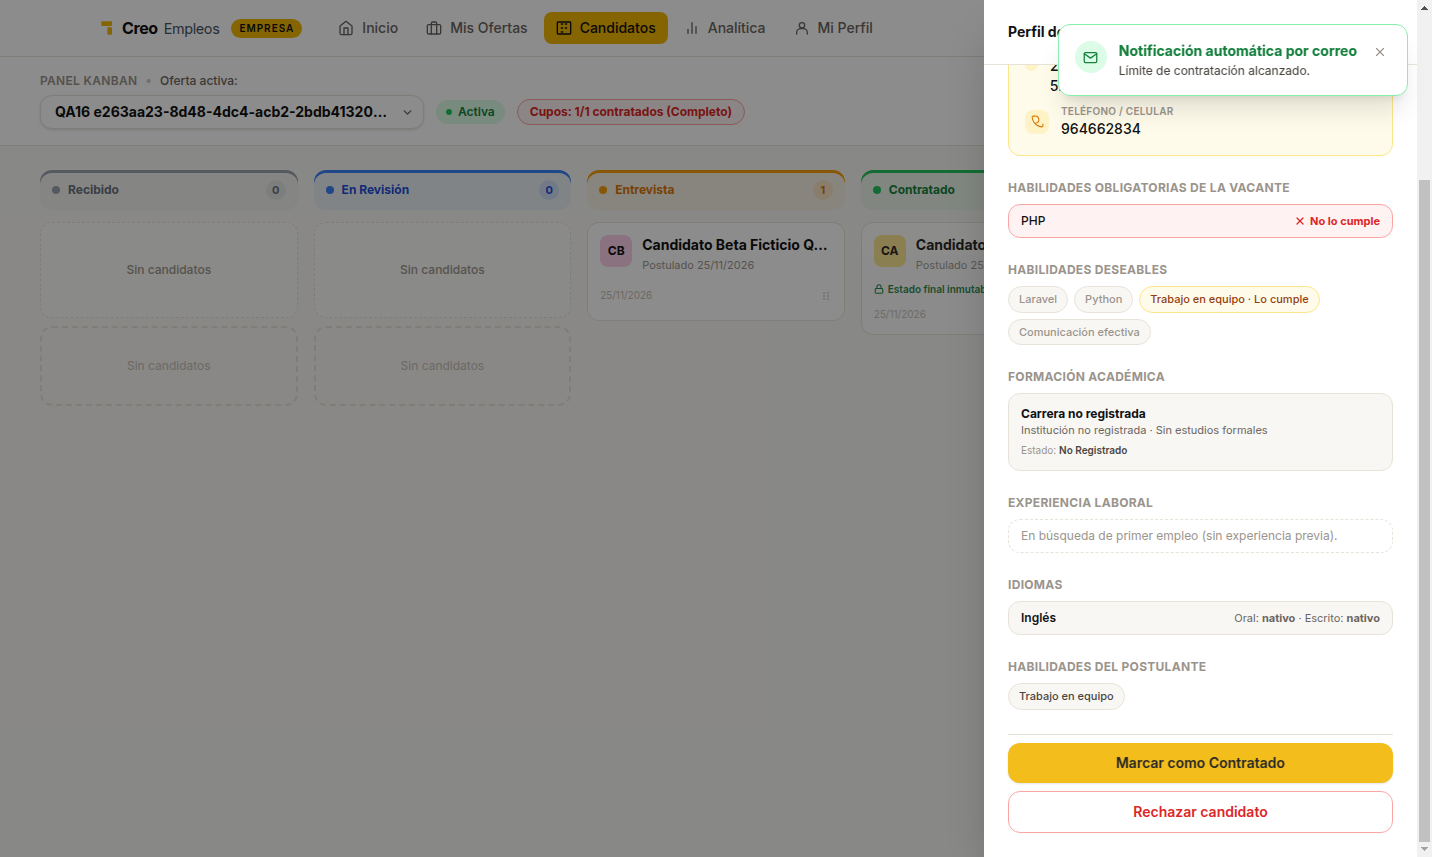 Creo Empleos EMPRESA
Inicio
Mis Ofertas
Candidatos
Analítica
Mi Perfil
PANEL KANBAN • Oferta activa:
QA16 e263aa23-8d48-4dc4-acb2-2bdb41320...
Activa
Cupos: 1/1 contratados (Completo)
Recibido 0
Sin candidatos
Sin candidatos
En Revisión 0
Sin candidatos
Sin candidatos
Entrevista 1
CB
Candidato Beta Ficticio Q...
Postulado 25/11/2026
25/11/2026
Contratado
CA
Candidato
Postulado 25
Estado final inmutab
25/11/2026
Perfil de
Notificación automática por correo
Límite de contratación alcanzado.
TELÉFONO / CELULAR
964662834
HABILIDADES OBLIGATORIAS DE LA VACANTE
PHP
No lo cumple
HABILIDADES DESEABLES
Laravel
Python
Trabajo en equipo · Lo cumple
Comunicación efectiva
FORMACIÓN ACADÉMICA
Carrera no registrada
Institución no registrada · Sin estudios formales
Estado: No Registrado
EXPERIENCIA LABORAL
En búsqueda de primer empleo (sin experiencia previa).
IDIOMAS
Inglés
Oral: nativo · Escrito: nativo
HABILIDADES DEL POSTULANTE
Trabajo en equipo
Marcar como Contratado
Rechazar candidato